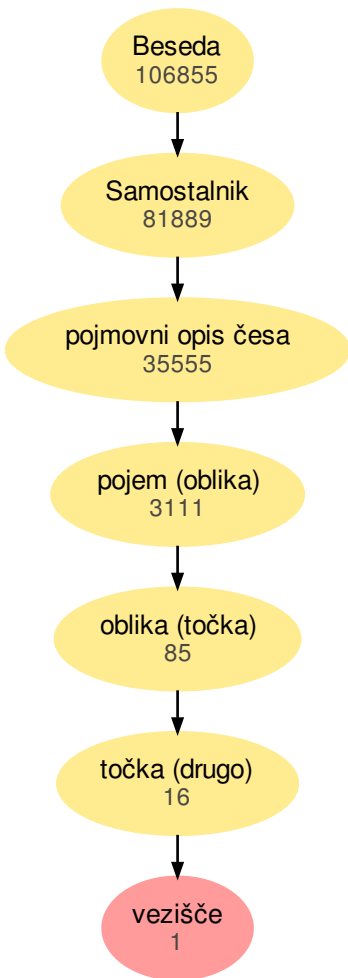 Beseda
106855
Samostalnik
81889
pojmovni opis česa
35555
pojem (oblika)
3111
oblika (točka)
85
točka (drugo)
16
vezišče
1